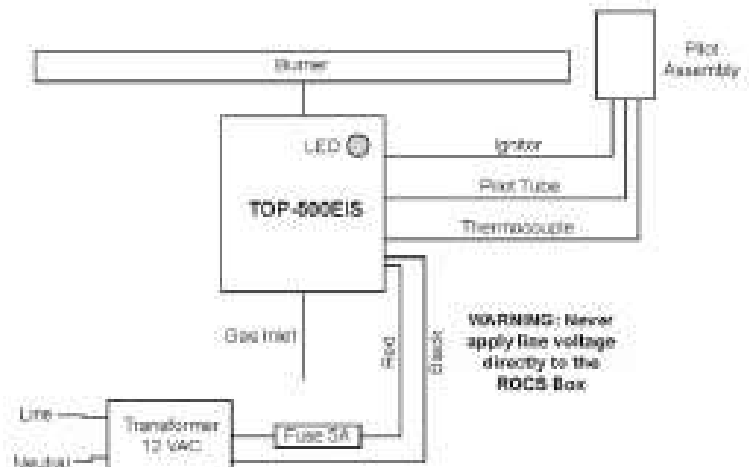 Burner
Pilot
Assembly
LED
Ignitor
Pilot Tube
TOP-500EIS
Thermocouple
Gas Inlet
Red
Black
WARNING: Never
apply line voltage
directly to the
ROCS Box
Line
Transformer
12 VAC
Fuse 5A
Neutral